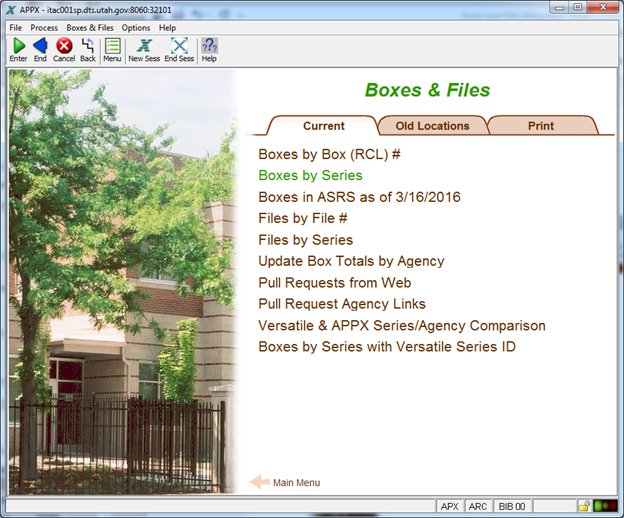 APPX - itac001sp.dts.utah.gov:8060:32101
File Process Boxes & Files Options Help
Enter End Cancel Back Menu New Sess End Sess Help
Boxes & Files
Current Old Locations Print
Boxes by Box (RCL) #
Boxes by Series
Boxes in ASRS as of 3/16/2016
Files by File #
Files by Series
Update Box Totals by Agency
Pull Requests from Web
Pull Request Agency Links
Versatile & APPX Series/Agency Comparison
Boxes by Series with Versatile Series ID
Main Menu
APX ARC BIB 00